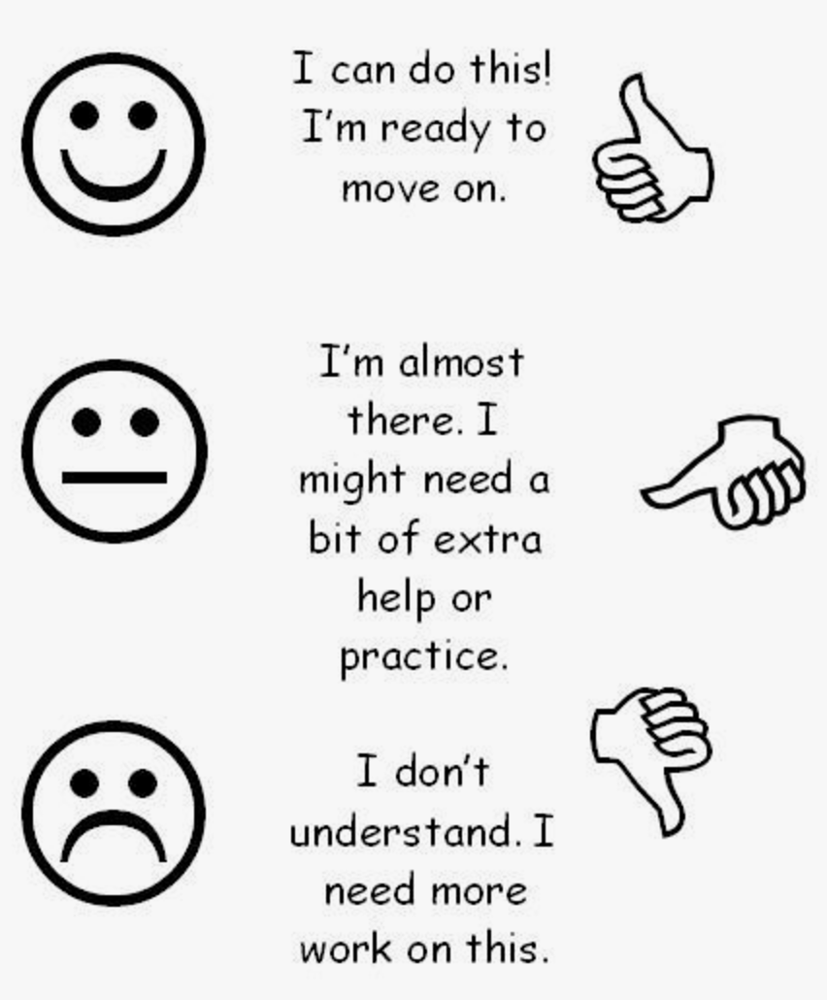 I can do this!
I'm ready to
move on.
I'm almost
there. I
might need a
bit of extra
help or
practice.
I don't
understand. I
need more
work on this.